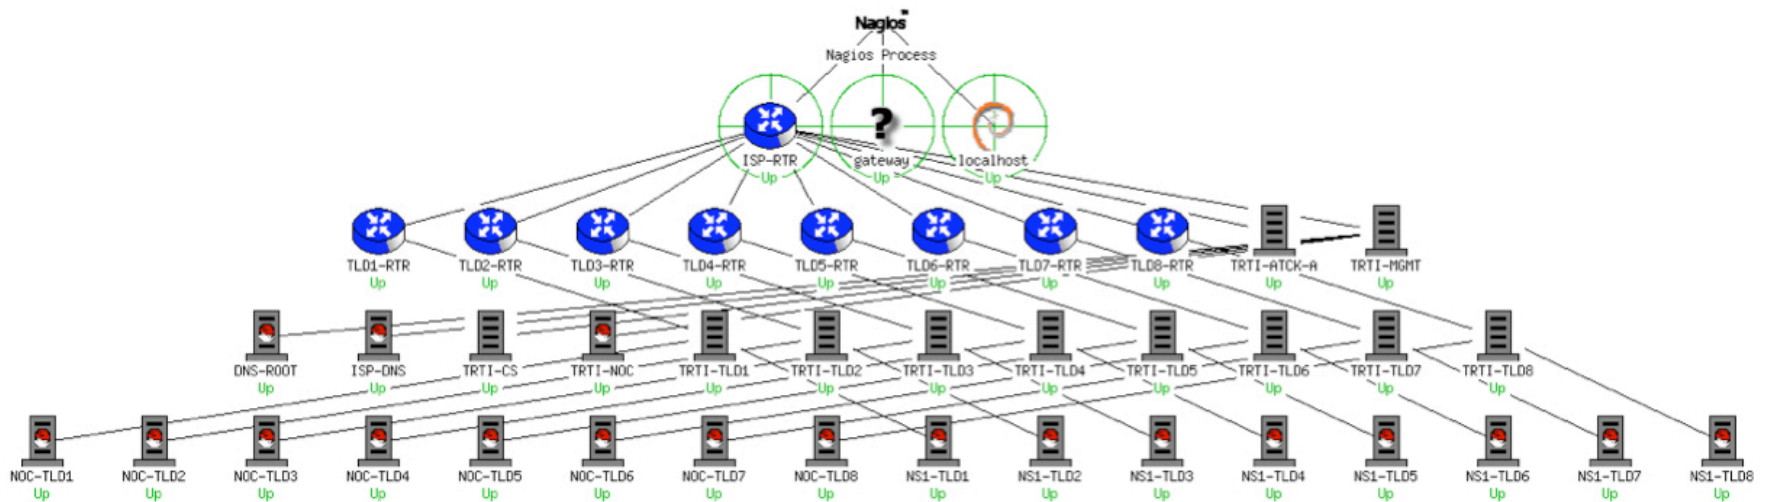 Nagios™
Nagios Process
ISP-RTR gateway localhost
Up Up Up
TLD1-RTR TLD2-RTR TLD3-RTR TLD4-RTR TLD5-RTR TLD6-RTR TLD7-RTR TLD8-RTR TRTI-ATCK-A TRTI-MGMT
Up Up Up Up Up Up Up Up Up Up
DNS-ROOT ISP-DNS TRTI-CS TRTI-NOC TRTI-TLD1 TRTI-TLD2 TRTI-TLD3 TRTI-TLD4 TRTI-TLD5 TRTI-TLD6 TRTI-TLD7 TRTI-TLD8
Up Up Up Up Up Up Up Up Up Up Up Up
NOC-TLD1 NOC-TLD2 NOC-TLD3 NOC-TLD4 NOC-TLD5 NOC-TLD6 NOC-TLD7 NOC-TLD8 NS1-TLD1 NS1-TLD2 NS1-TLD3 NS1-TLD4 NS1-TLD5 NS1-TLD6 NS1-TLD7 NS1-TLD8
Up Up Up Up Up Up Up Up Up Up Up Up Up Up Up Up